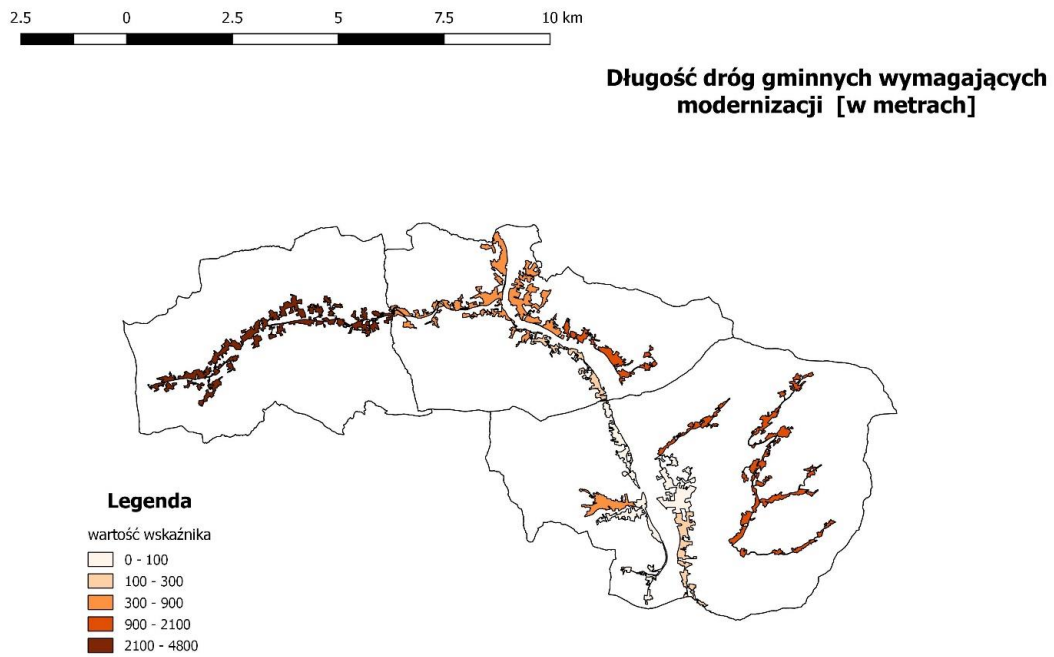 2.5 0 2.5 5 7.5 10 km
Długość dróg gminnych wymagających
modernizacji [w metrach]
Legenda
wartość wskaźnika
0 - 100
100 - 300
300 - 900
900 - 2100
2100 - 4800